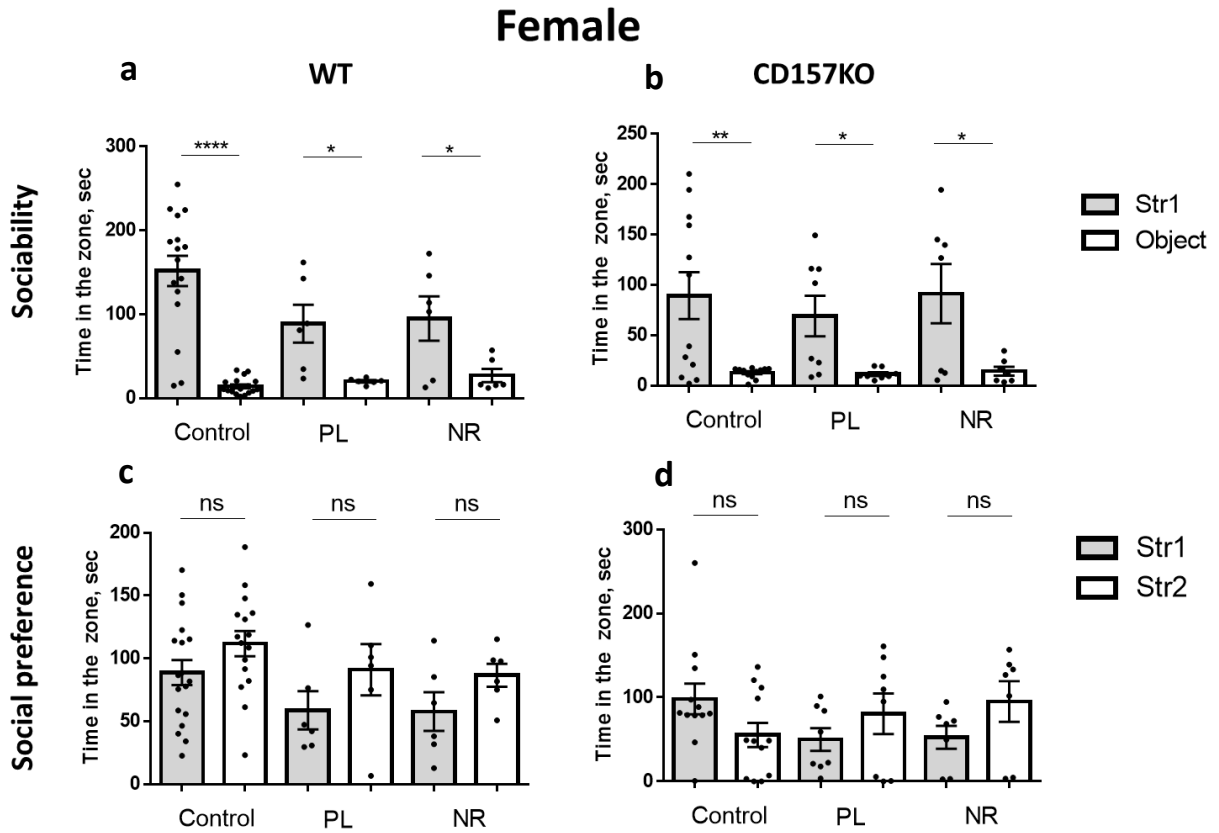 Female
a WT
**** * *
Sociability
Time in the zone, sec
300
200
100
0
Control PL NR
b CD157KO
** * *
Time in the zone, sec
250
200
150
100
50
0
Control PL NR
Str1
Object
c
ns ns ns
Social preference
Time in the zone, sec
200
150
100
50
0
Control PL NR
d
ns ns ns
Time in the zone, sec
300
200
100
0
Control PL NR
Str1
Str2